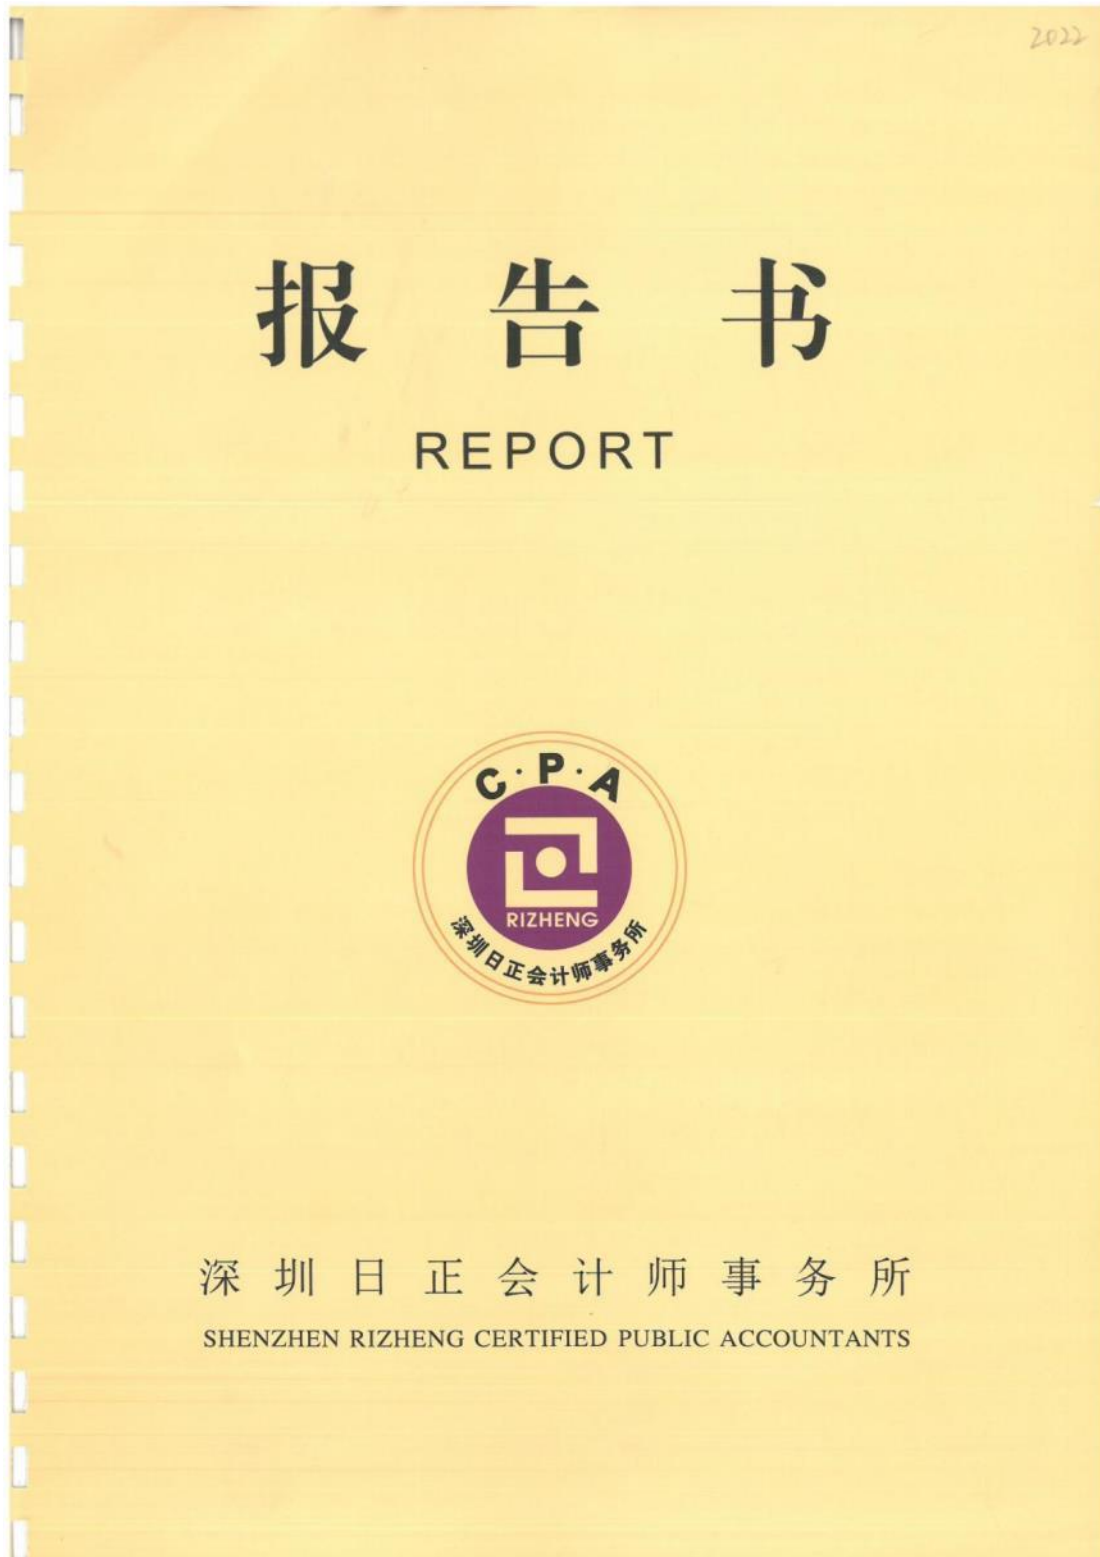 2022
报告书
REPORT
C·P·A
RIZHENG
深圳日正会计师事务所
深圳日正会计师事务所
SHENZHEN RIZHENG CERTIFIED PUBLIC ACCOUNTANTS